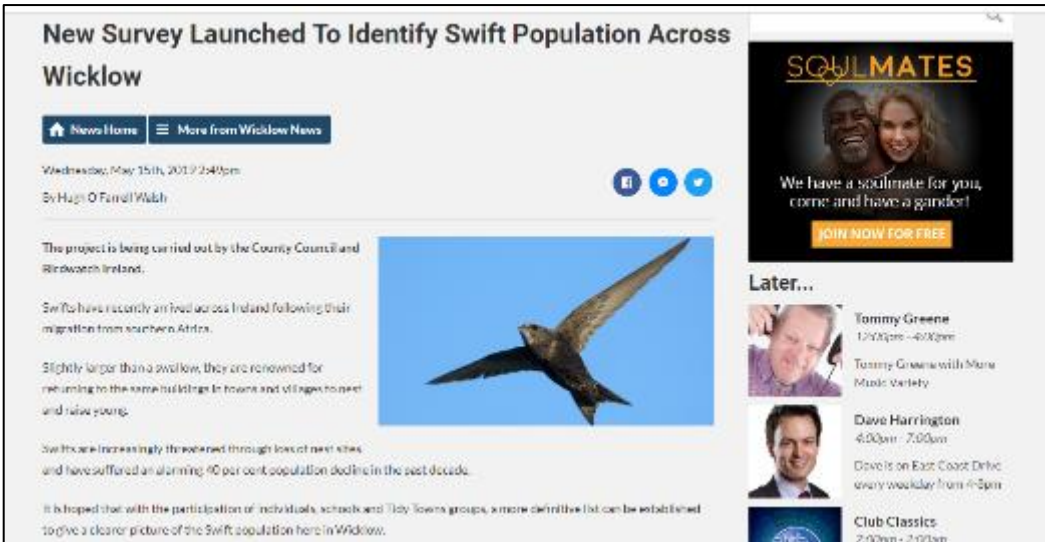 New Survey Launched To Identify Swift Population Across
Wicklow
News Home
More from Wicklow News
Wednesday, May 15th, 2019 2:49pm
By Hugh O Farrell Walsh
The project is being carried out by the County Council and
Birdwatch Ireland.
Swifts have recently arrived across Ireland following their
migration from southern Africa.
Slightly larger than a swallow, they are renowned for
returning to the same buildings in towns and villages to nest
and raise young.
Swifts are increasingly threatened through loss of nest sites
and have suffered an alarming 40 per cent population decline in the past decade.
It is hoped that with the participation of individuals, schools and Tidy Towns groups, a more definitive list can be established
to give a clearer picture of the Swift population here in Wicklow.
SOULMATES
We have a soulmate for you,
come and have a gander!
JOIN NOW FOR FREE
Later...
Tommy Greene
12:00pm - 4:00pm
Tommy Greene with More
Music Variety
Dave Harrington
4:00pm - 7:00pm
Dave is on East Coast Drive
every weekday from
Club Classics